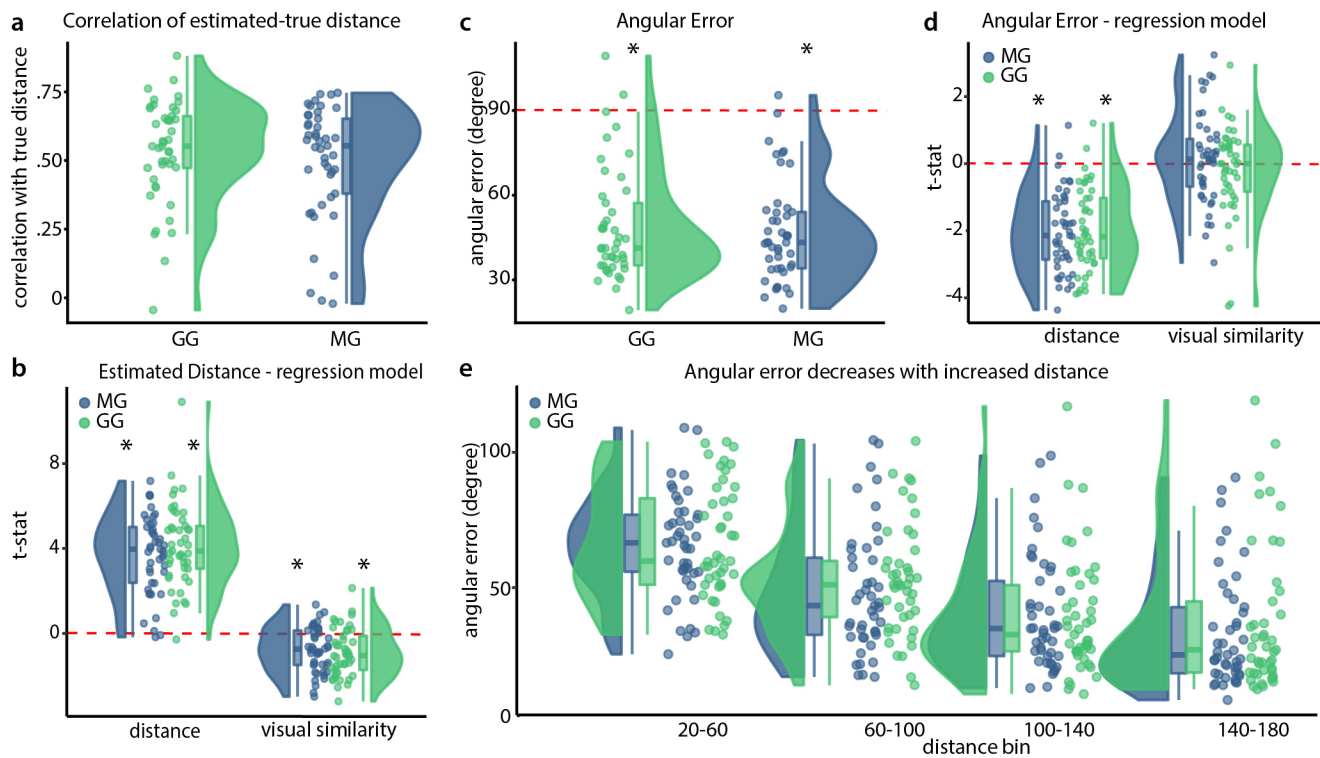 a Correlation of estimated-true distance
correlation with true distance
.75
.50
.25
0
GG MG
c Angular Error
angular error (degree)
* *
90
60
30
GG MG
d Angular Error - regression model
MG
GG
t-stat
* *
2
0
-2
-4
distance visual similarity
b Estimated Distance - regression model
MG
GG
t-stat
* *
8
4
* *
0
distance visual similarity
e Angular error decreases with increased distance
MG
GG
angular error (degree)
100
50
0
20-60 60-100 100-140 140-180
distance bin